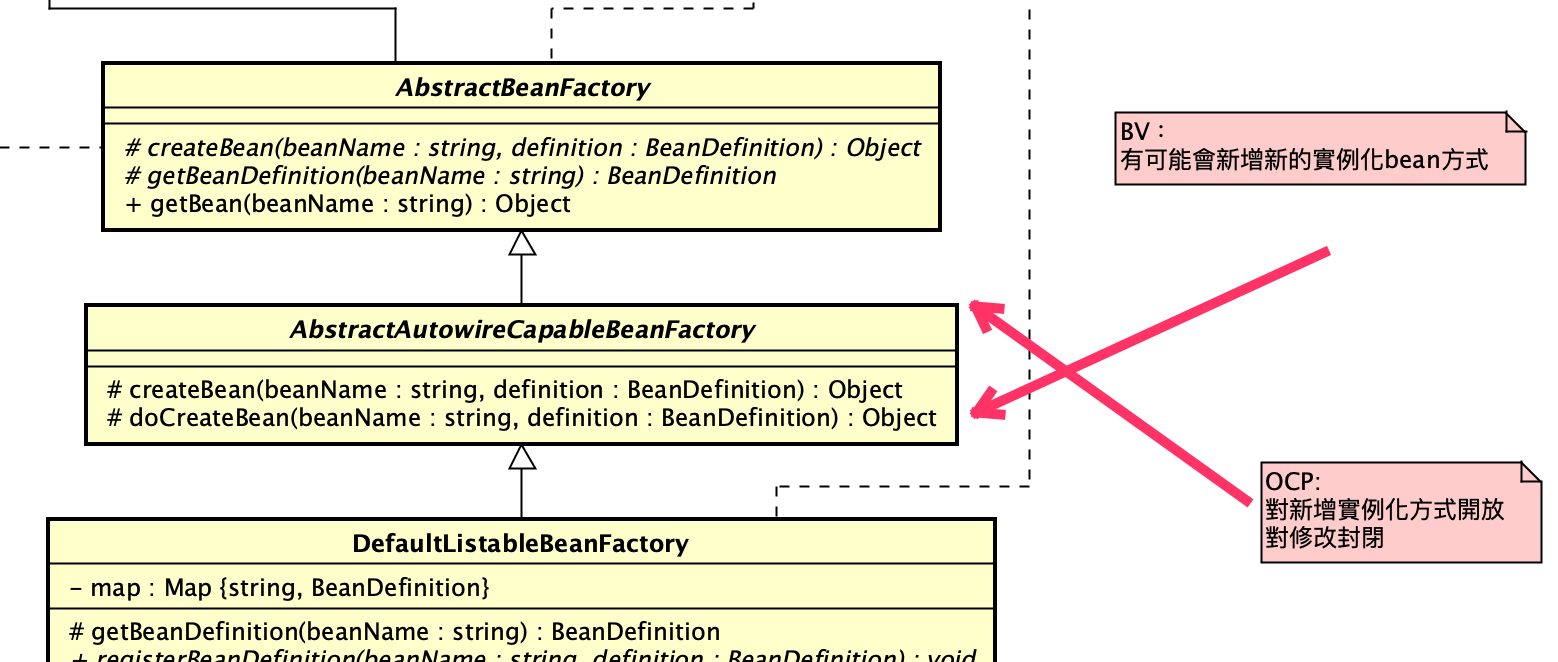 AbstractBeanFactory
# createBean(beanName : string, definition : BeanDefinition) : Object
# getBeanDefinition(beanName : string) : BeanDefinition
+ getBean(beanName : string) : Object
BV：
有可能會新增新的實例化bean方式
AbstractAutowireCapableBeanFactory
# createBean(beanName : string, definition : BeanDefinition) : Object
# doCreateBean(beanName : string, definition : BeanDefinition) : Object
OCP:
對新增實例化方式開放
對修改封閉
DefaultListableBeanFactory
- map : Map {string, BeanDefinition}
# getBeanDefinition(beanName : string) : BeanDefinition
+ registerBeanDefinition(beanName : string, definition : BeanDefinition) : void